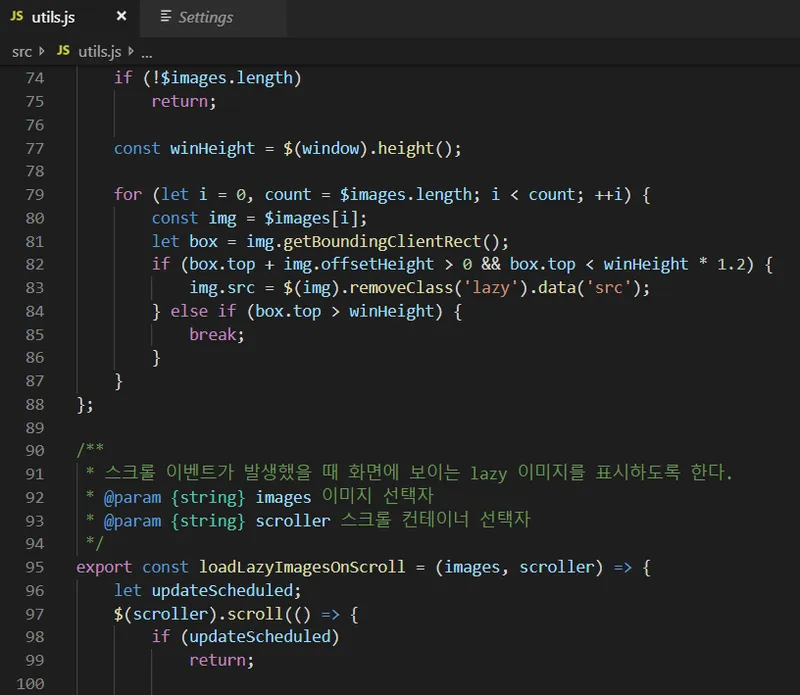 JS utils.js × Settings
src > JS utils.js > ...
74 if (!$images.length)
75 return;
76
77 const winHeight = $(window).height();
78
79 for (let i = 0, count = $images.length; i < count; ++i) {
80 const img = $images[i];
81 let box = img.getBoundingClientRect();
82 if (box.top + img.offsetHeight > 0 && box.top < winHeight * 1.2) {
83 img.src = $(img).removeClass('lazy').data('src');
84 } else if (box.top > winHeight) {
85 break;
86 }
87 }
88 };
89
90 /**
91 * 스크롤 이벤트가 발생했을 때 화면에 보이는 lazy 이미지를 표시하도록 한다.
92 * @param {string} images 이미지 선택자
93 * @param {string} scroller 스크롤 컨테이너 선택자
94 */
95 export const loadLazyImagesOnScroll = (images, scroller) => {
96 let updateScheduled;
97 $(scroller).scroll(() => {
98 if (updateScheduled)
99 return;
100